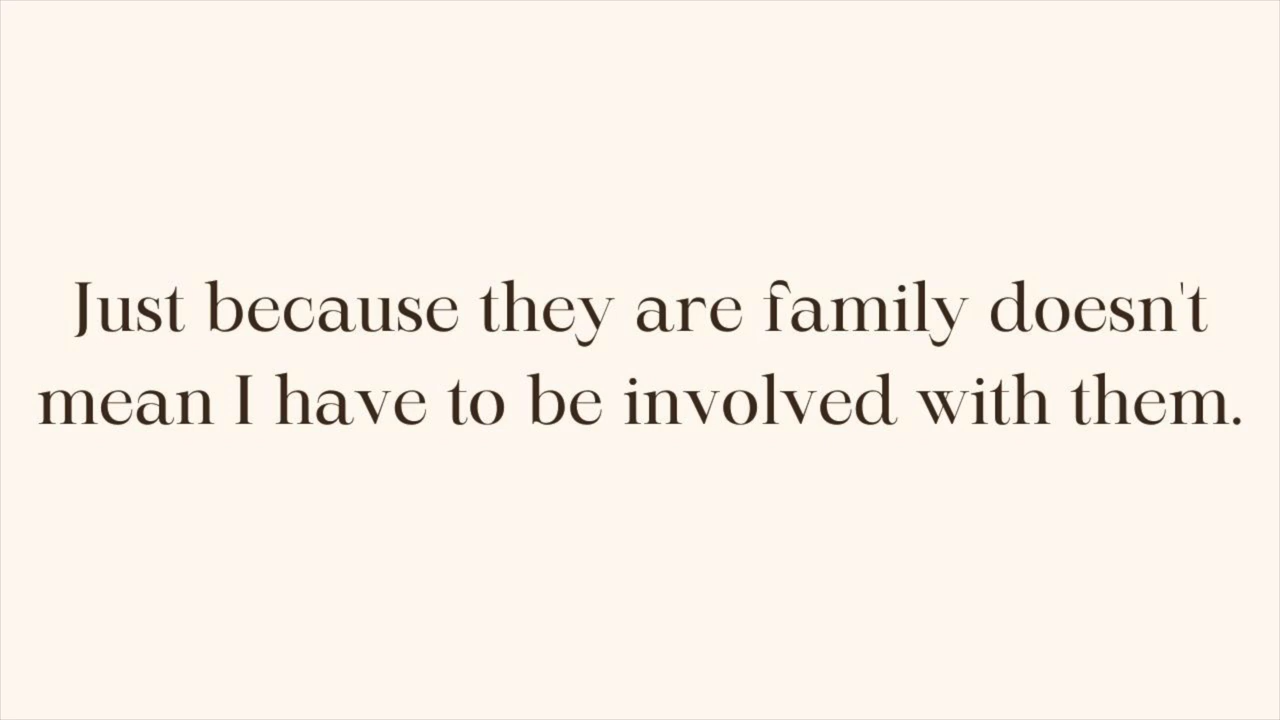 Just because they are family doesn't
mean I have to be involved with them.